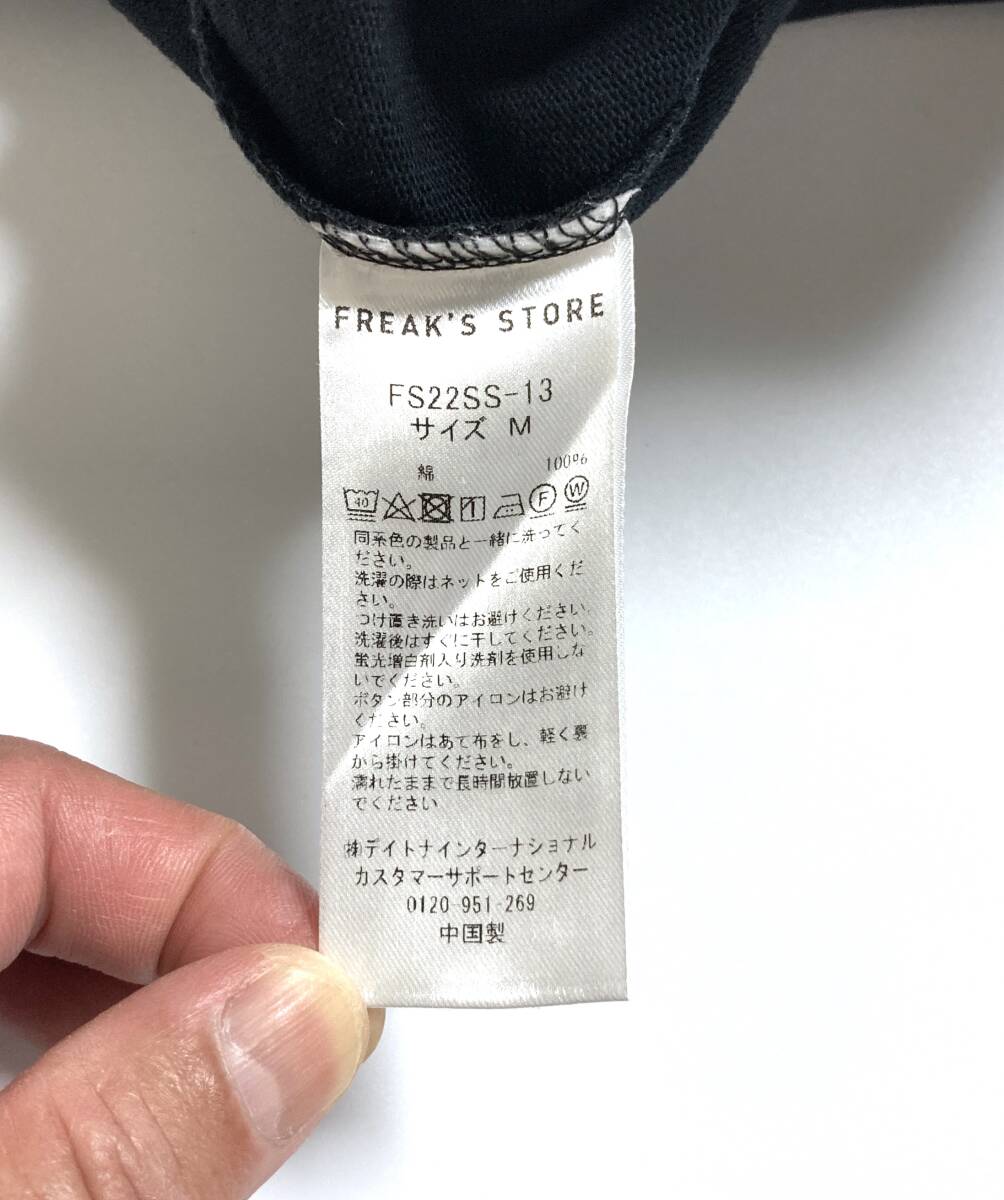 FREAK'S STORE
FS22SS-13
サイズ M
綿 100%
40 1 F W
同系色の製品と一緒に洗ってく
ださい。
洗濯の際はネットをご使用くだ
さい。
つけ置き洗いはお避けください。
洗濯後はすぐに干してください。
蛍光増白剤入り洗剤を使用しな
いでください。
ボタン部分のアイロンはお避け
ください。
アイロンはあて布をし、軽く裏
から掛けてください。
濡れたままで長時間放置しない
でください
㈱デイトナインターナショナル
カスタマーサポートセンター
0120-951-269
中国製